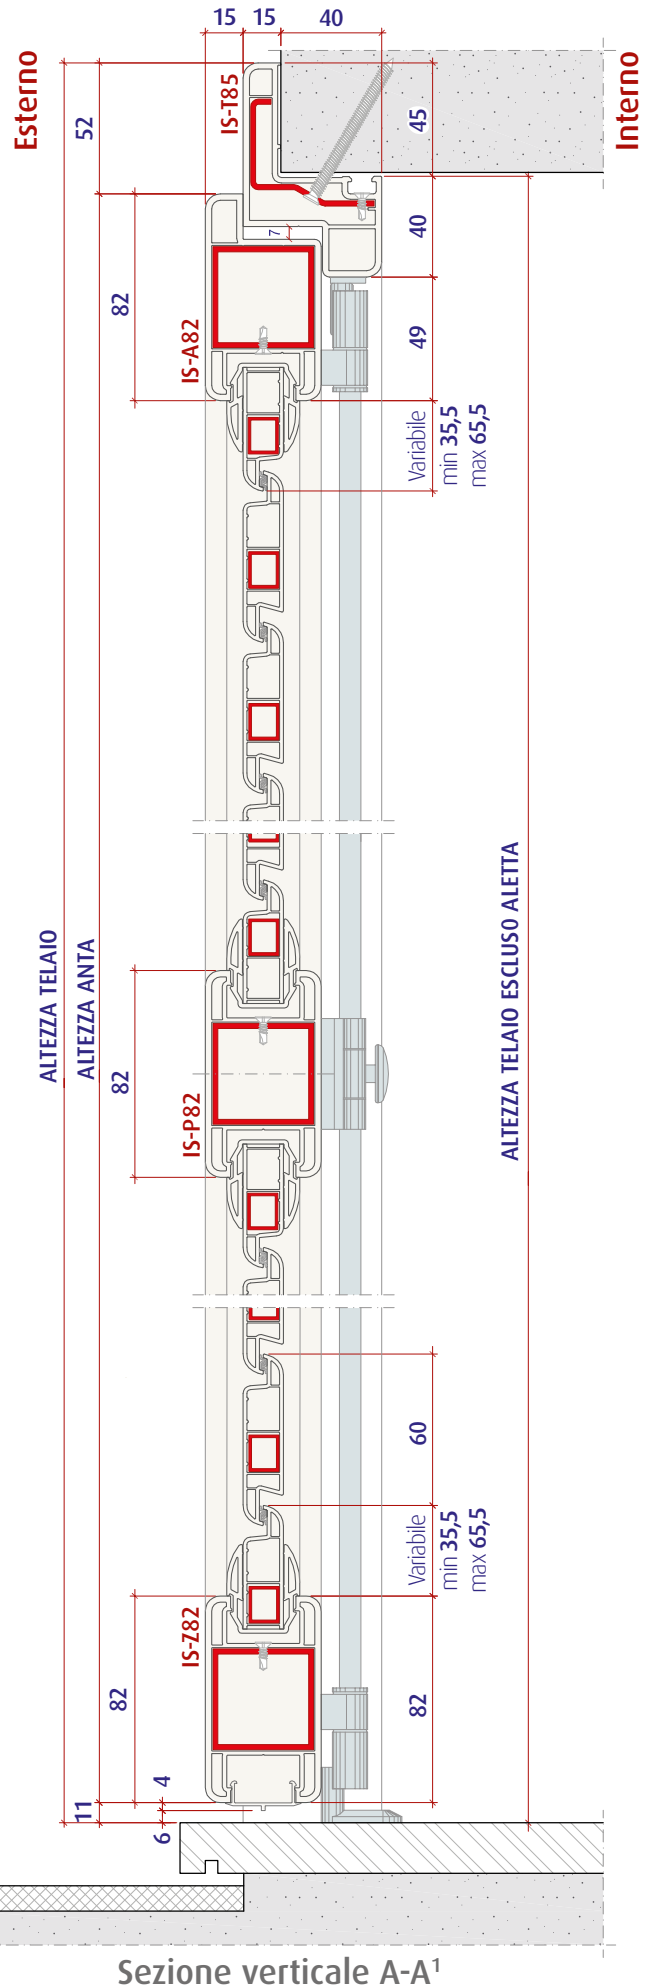 15 15 40
Esterno
Interno
IS-T85
52
45
40
7
82
IS-A82
49
Variabile
min 35,5
max 65,5
ALTEZZA TELAIO
ALTEZZA ANTA
ALTEZZA TELAIO ESCLUSO ALETTA
82
IS-P82
60
Variabile
min 35,5
max 65,5
IS-Z82
82
82
4
11
6
Sezione verticale A-A¹